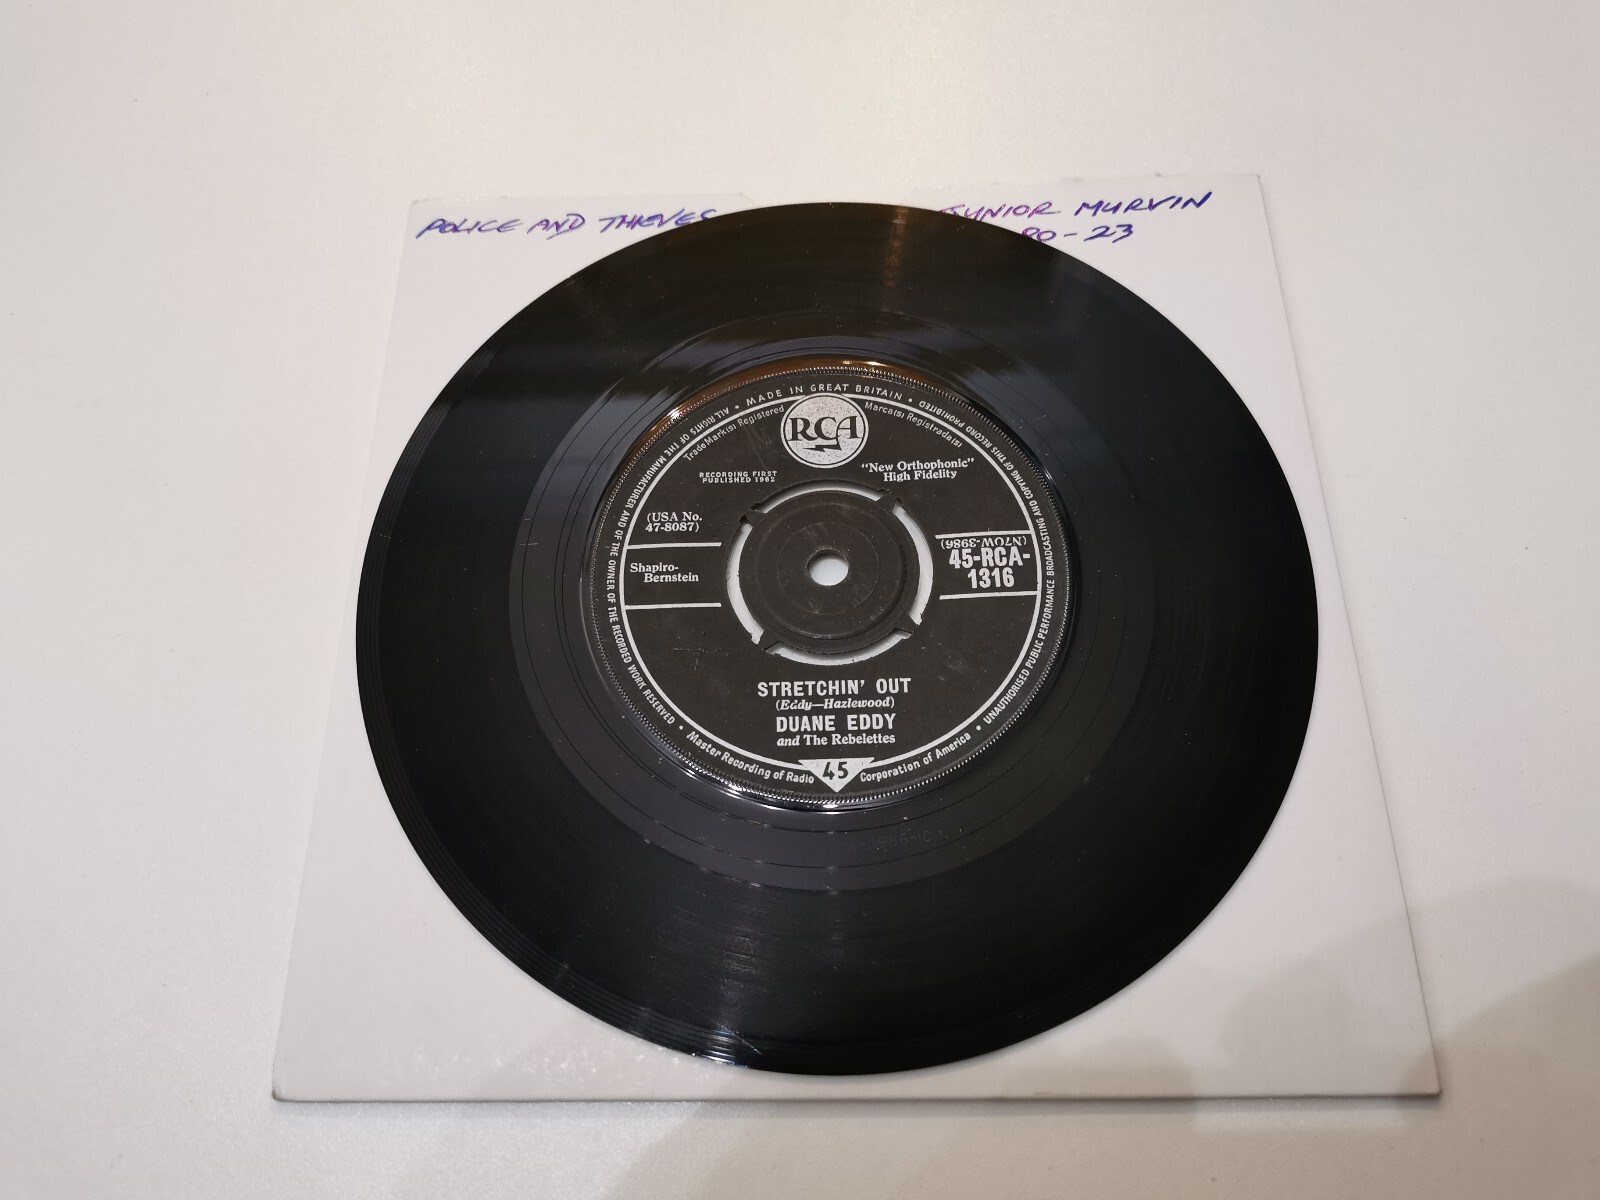 POLICE AND THIEVES
JUNIOR MURVIN
PO-23
MADE IN GREAT BRITAIN
ALL RIGHTS OF THE MANUFACTURER AND OF THE OWNER OF THE RECORDED WORK RESERVED
UNAUTHORISED PUBLIC PERFORMANCE BROADCASTING AND COPYING OF THIS RECORD PROHIBITED
TradeMark(s) Registered
Marca(s) Registrada(s)
RCA
RECORDING FIRST
PUBLISHED 1962
"New Orthophonic"
High Fidelity
(USA No.
47-8087)
(N7OW-3986)
Shapiro-
Bernstein
45-RCA-
1316
STRETCHIN' OUT
(Eddy—Hazlewood)
DUANE EDDY
and The Rebelettes
Master Recording of Radio Corporation of America
45